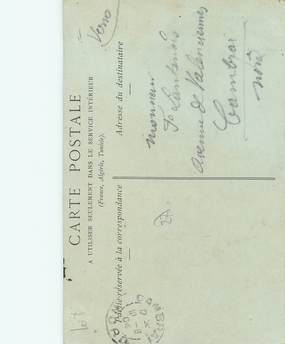 Verso
CARTE POSTALE
A UTILISER SEULEMENT DANS LE SERVICE INTÉRIEUR
(France, Algérie, Tunisie).
Partie réservée à la correspondance
Adresse du destinataire
Monsieur
Avenue de Valenciennes
Cambrai
Nord